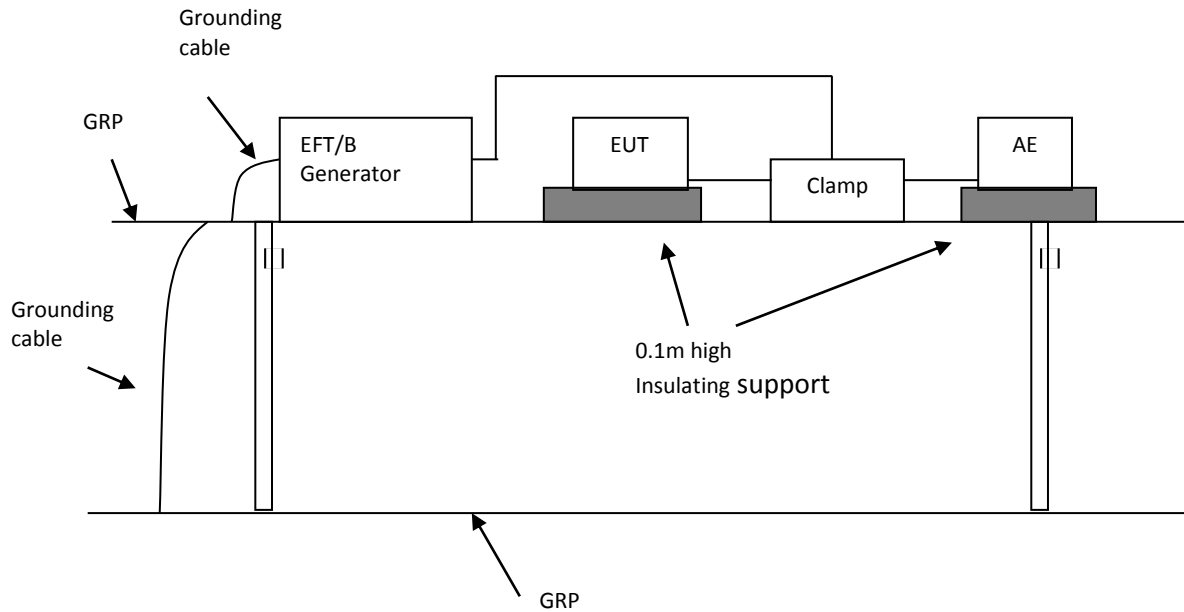 Grounding
cable
GRP
EFT/B
Generator
EUT
Clamp
AE
Grounding
cable
0.1m high
Insulating support
GRP